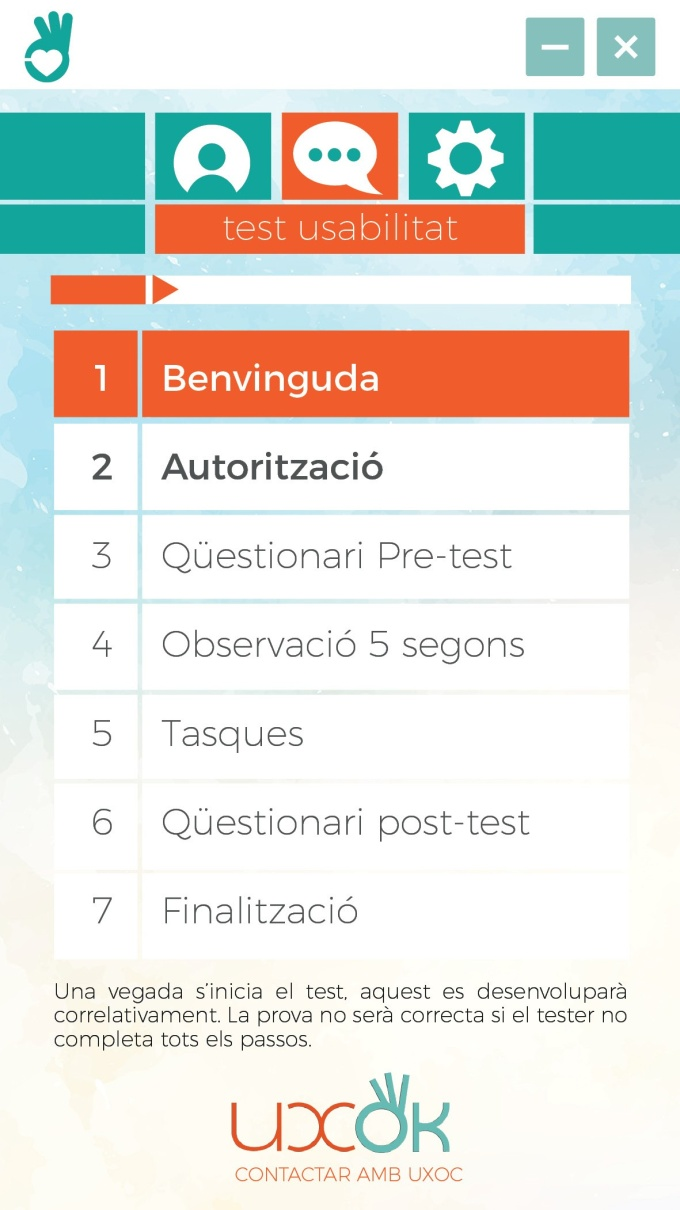 test usabilitat
1 Benvinguda
2 Autorització
3 Qüestionari Pre-test
4 Observació 5 segons
5 Tasques
6 Qüestionari post-test
7 Finalització
Una vegada s'inicia el test, aquest es desenvoluparà
correlativament. La prova no serà correcta si el tester no
completa tots els passos.
UXOK
CONTACTAR AMB UXOC